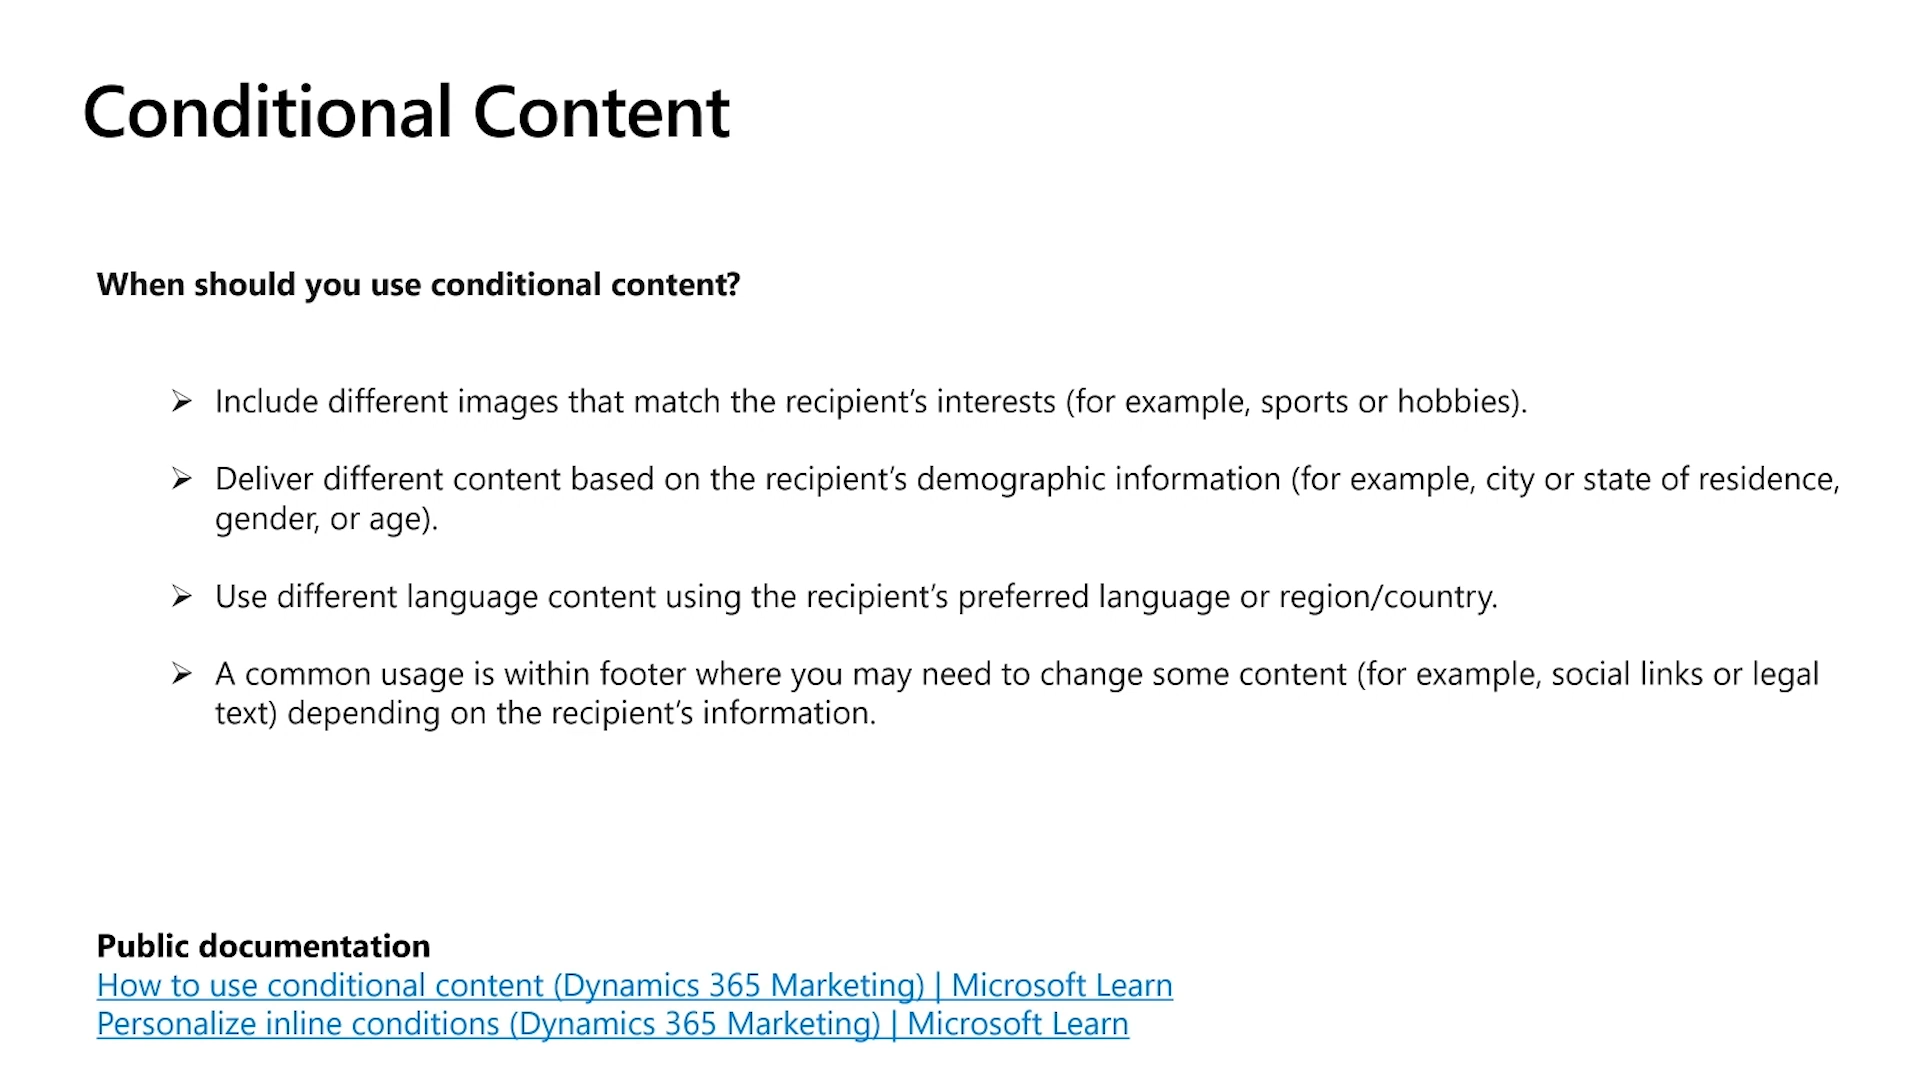 Conditional Content
When should you use conditional content?
➢ Include different images that match the recipient’s interests (for example, sports or hobbies).
➢ Deliver different content based on the recipient’s demographic information (for example, city or state of residence,
gender, or age).
➢ Use different language content using the recipient’s preferred language or region/country.
➢ A common usage is within footer where you may need to change some content (for example, social links or legal
text) depending on the recipient’s information.
Public documentation
How to use conditional content (Dynamics 365 Marketing) | Microsoft Learn
Personalize inline conditions (Dynamics 365 Marketing) | Microsoft Learn